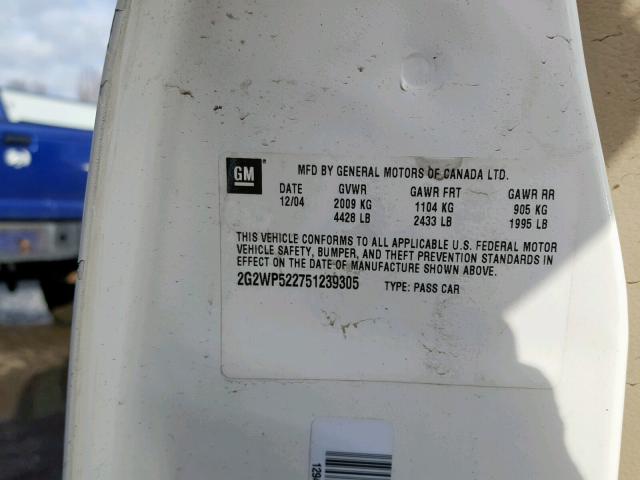 GM
MFD BY GENERAL MOTORS OF CANADA LTD.
DATE GVWR GAWR FRT GAWR RR
12/04 2009 KG 1104 KG 905 KG
4428 LB 2433 LB 1995 LB
THIS VEHICLE CONFORMS TO ALL APPLICABLE U.S. FEDERAL MOTOR
VEHICLE SAFETY, BUMPER, AND THEFT PREVENTION STANDARDS IN
EFFECT ON THE DATE OF MANUFACTURE SHOWN ABOVE.
2G2WP522751239305 TYPE: PASS CAR